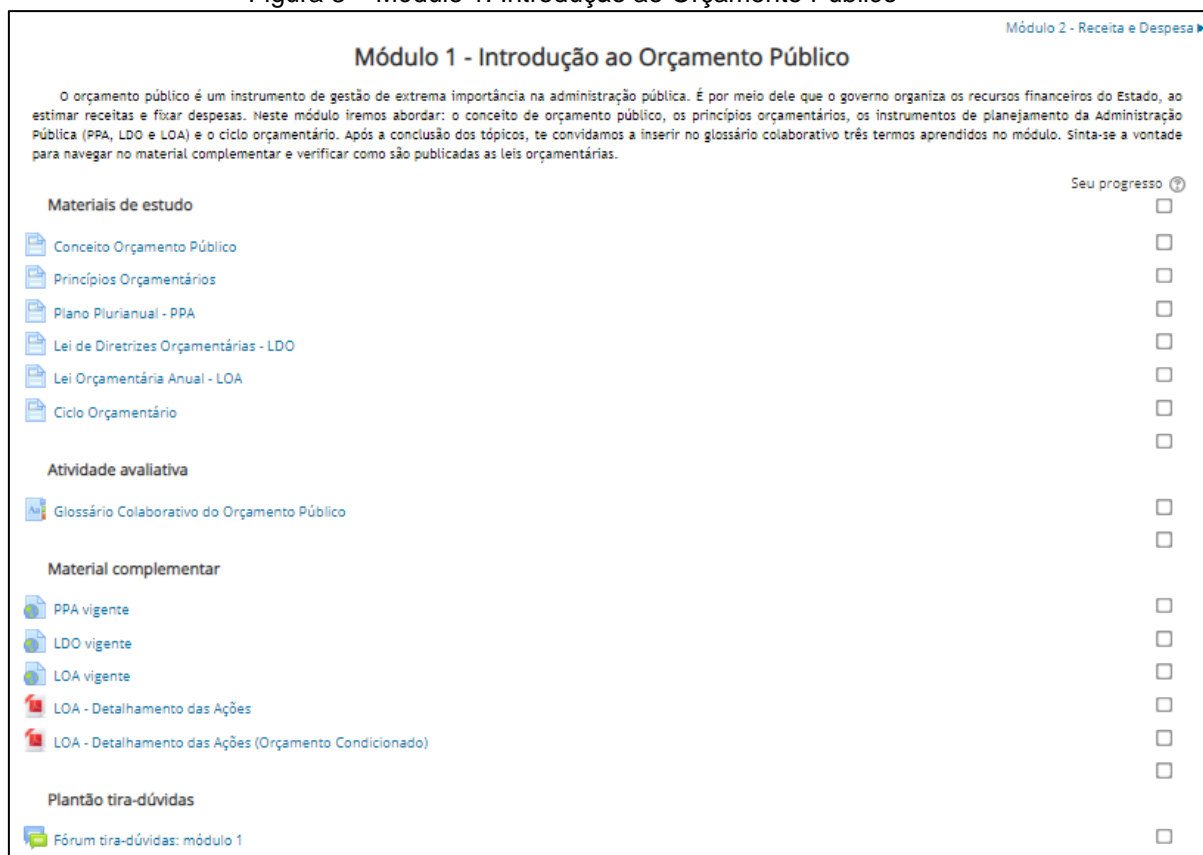 Módulo 1: Introdução ao Orçamento Público
Módulo 2 - Receita e Despesa
Módulo 1 - Introdução ao Orçamento Público
O orçamento público é um instrumento de gestão de extrema importância na administração pública. É por meio dele que o governo organiza os recursos financeiros do Estado, ao
estimar receitas e fixar despesas. Neste módulo iremos abordar: o conceito de orçamento público, os princípios orçamentários, os instrumentos de planejamento da Administração
Pública (PPA, LDO e LOA) e o ciclo orçamentário. Após a conclusão dos tópicos, te convidamos a inserir no glossário colaborativo três termos aprendidos no módulo. Sinta-se a vontade
para navegar no material complementar e verificar como são publicadas as leis orçamentárias.
Seu progresso
Materiais de estudo
Conceito Orçamento Público
Princípios Orçamentários
Plano Plurianual - PPA
Lei de Diretrizes Orçamentárias - LDO
Lei Orçamentária Anual - LOA
Ciclo Orçamentário
Atividade avaliativa
Glossário Colaborativo do Orçamento Público
Material complementar
PPA vigente
LDO vigente
LOA vigente
LOA - Detalhamento das Ações
LOA - Detalhamento das Ações (Orçamento Condicionado)
Plantão tira-dúvidas
Fórum tira-dúvidas: módulo 1